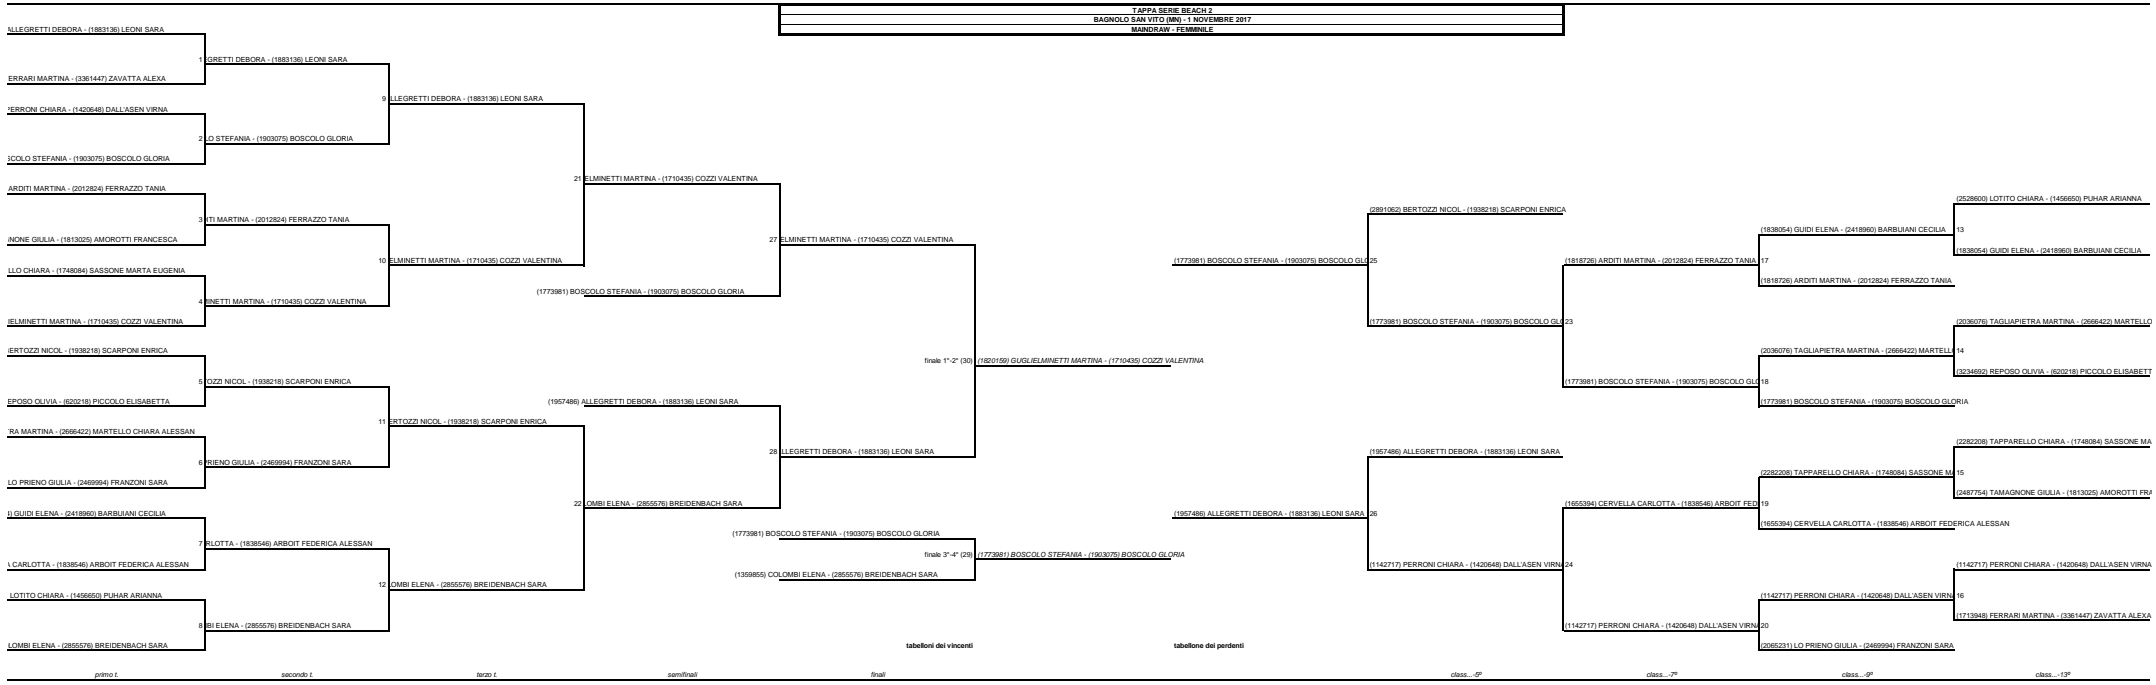 TAPPA SERIE BEACH 2
BAGNOLO SAN VITO (MN) - 1 NOVEMBRE 2017
MAINDRAW - FEMMINILE
ALLEGRETTI DEBORA - (1883136) LEONI SARA
1 EGRETTI DEBORA - (1883136) LEONI SARA
ERRARI MARTINA - (3361447) ZAVATTA ALEXA
9 LLEGRETTI DEBORA - (1883136) LEONI SARA
PERRONI CHIARA - (1420648) DALL'ASEN VIRNA
2 LO STEFANIA - (1903075) BOSCOLO GLORIA
SCOLO STEFANIA - (1903075) BOSCOLO GLORIA
21 ELMINETTI MARTINA - (1710435) COZZI VALENTINA
ARDITI MARTINA - (2012824) FERRAZZO TANIA
3 ITI MARTINA - (2012824) FERRAZZO TANIA
NONE GIULIA - (1813025) AMOROTTI FRANCESCA
27 ELMINETTI MARTINA - (1710435) COZZI VALENTINA
10 ELMINETTI MARTINA - (1710435) COZZI VALENTINA
LLO CHIARA - (1748084) SASSONE MARTA EUGENIA
(1773981) BOSCOLO STEFANIA - (1903075) BOSCOLO GLORIA
4 INETTI MARTINA - (1710435) COZZI VALENTINA
IELMINETTI MARTINA - (1710435) COZZI VALENTINA
ERTOZZI NICOL - (1938218) SCARPONI ENRICA
finale 1°-2° (30) (1820159) GUGLIELMINETTI MARTINA - (1710435) COZZI VALENTINA
5 OZZI NICOL - (1938218) SCARPONI ENRICA
EPOSO OLIVIA - (620218) PICCOLO ELISABETTA
(1957486) ALLEGRETTI DEBORA - (1883136) LEONI SARA
11 ERTOZZI NICOL - (1938218) SCARPONI ENRICA
RA MARTINA - (2666422) MARTELLO CHIARA ALESSAN
28 LLEGRETTI DEBORA - (1883136) LEONI SARA
6 PRIENO GIULIA - (2469994) FRANZONI SARA
LO PRIENO GIULIA - (2469994) FRANZONI SARA
22 OMBI ELENA - (2855576) BREIDENBACH SARA
) GUIDI ELENA - (2418960) BARBUIANI CECILIA
(1773981) BOSCOLO STEFANIA - (1903075) BOSCOLO GLORIA
7 RLOTTA - (1838546) ARBOIT FEDERICA ALESSAN
finale 3°-4° (29) (1773981) BOSCOLO STEFANIA - (1903075) BOSCOLO GLORIA
A CARLOTTA - (1838546) ARBOIT FEDERICA ALESSAN
(1359855) COLOMBI ELENA - (2855576) BREIDENBACH SARA
12 OMBI ELENA - (2855576) BREIDENBACH SARA
LOTITO CHIARA - (1456650) PUHAR ARIANNA
8 BI ELENA - (2855576) BREIDENBACH SARA
LOMBI ELENA - (2855576) BREIDENBACH SARA
tabelloni dei vincenti
tabellone dei perdenti
(2528600) LOTITO CHIARA - (1456650) PUHAR ARIANNA
(2891062) BERTOZZI NICOL - (1938218) SCARPONI ENRICA
(1838054) GUIDI ELENA - (2418960) BARBUIANI CECILIA 13
(1838054) GUIDI ELENA - (2418960) BARBUIANI CECILIA
(1773981) BOSCOLO STEFANIA - (1903075) BOSCOLO GLO 25
(1818726) ARDITI MARTINA - (2012824) FERRAZZO TANIA 17
(1818726) ARDITI MARTINA - (2012824) FERRAZZO TANIA
(1773981) BOSCOLO STEFANIA - (1903075) BOSCOLO GLO 23
(2036076) TAGLIAPIETRA MARTINA - (2666422) MARTELLO
(2036076) TAGLIAPIETRA MARTINA - (2666422) MARTELL 14
(3234692) REPOSO OLIVIA - (620218) PICCOLO ELISABETT
(1773981) BOSCOLO STEFANIA - (1903075) BOSCOLO GLO 18
(1773981) BOSCOLO STEFANIA - (1903075) BOSCOLO GLORIA
(2282208) TAPPARELLO CHIARA - (1748084) SASSONE MA
(1957486) ALLEGRETTI DEBORA - (1883136) LEONI SARA
(2282208) TAPPARELLO CHIARA - (1748084) SASSONE MA 15
(2487754) TAMAGNONE GIULIA - (1813025) AMOROTTI FRA
(1655394) CERVELLA CARLOTTA - (1838546) ARBOIT FED 19
(1957486) ALLEGRETTI DEBORA - (1883136) LEONI SARA 26
(1655394) CERVELLA CARLOTTA - (1838546) ARBOIT FEDERICA ALESSAN
(1142717) PERRONI CHIARA - (1420648) DALL'ASEN VIRNA 24
(1142717) PERRONI CHIARA - (1420648) DALL'ASEN VIRNA
(1142717) PERRONI CHIARA - (1420648) DALL'ASEN VIRNA 16
(1713948) FERRARI MARTINA - (3361447) ZAVATTA ALEXA
(1142717) PERRONI CHIARA - (1420648) DALL'ASEN VIRNA 20
(2065231) LO PRIENO GIULIA - (2469994) FRANZONI SARA
primo t. secondo t. terzo t. semifinali finali class...-5° class...-7° class...-9° class...-13°